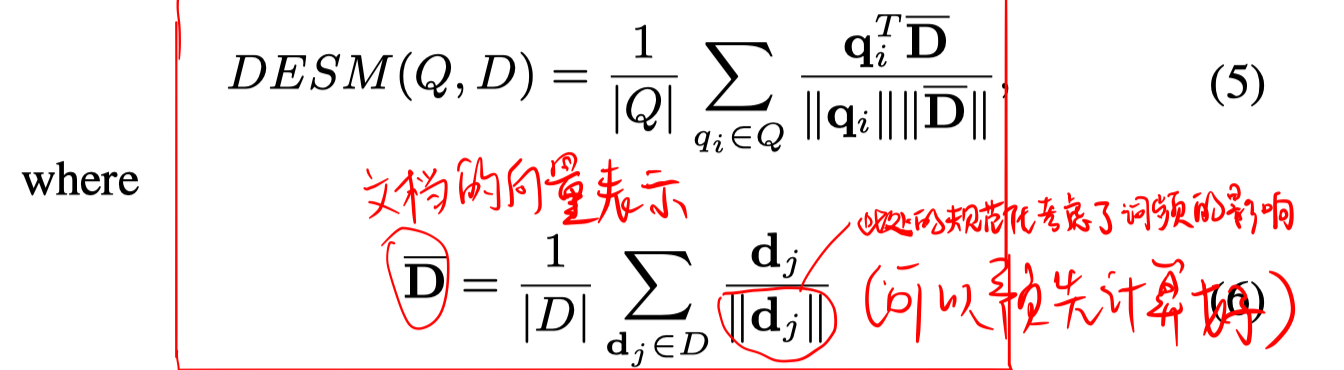 DESM(Q, D) = \frac{1}{|Q|} \sum_{q_i \in Q} \frac{\mathbf{q}_i^T \overline{\mathbf{D}}}{\|\mathbf{q}_i\| \|\overline{\mathbf{D}}\|}, (5)
where
文档的向量表示
此处的规范化考虑了词频的影响
\overline{\mathbf{D}} = \frac{1}{|D|} \sum_{\mathbf{d}_j \in D} \frac{\mathbf{d}_j}{\|\mathbf{d}_j\|} (6)
(可以预先计算好)